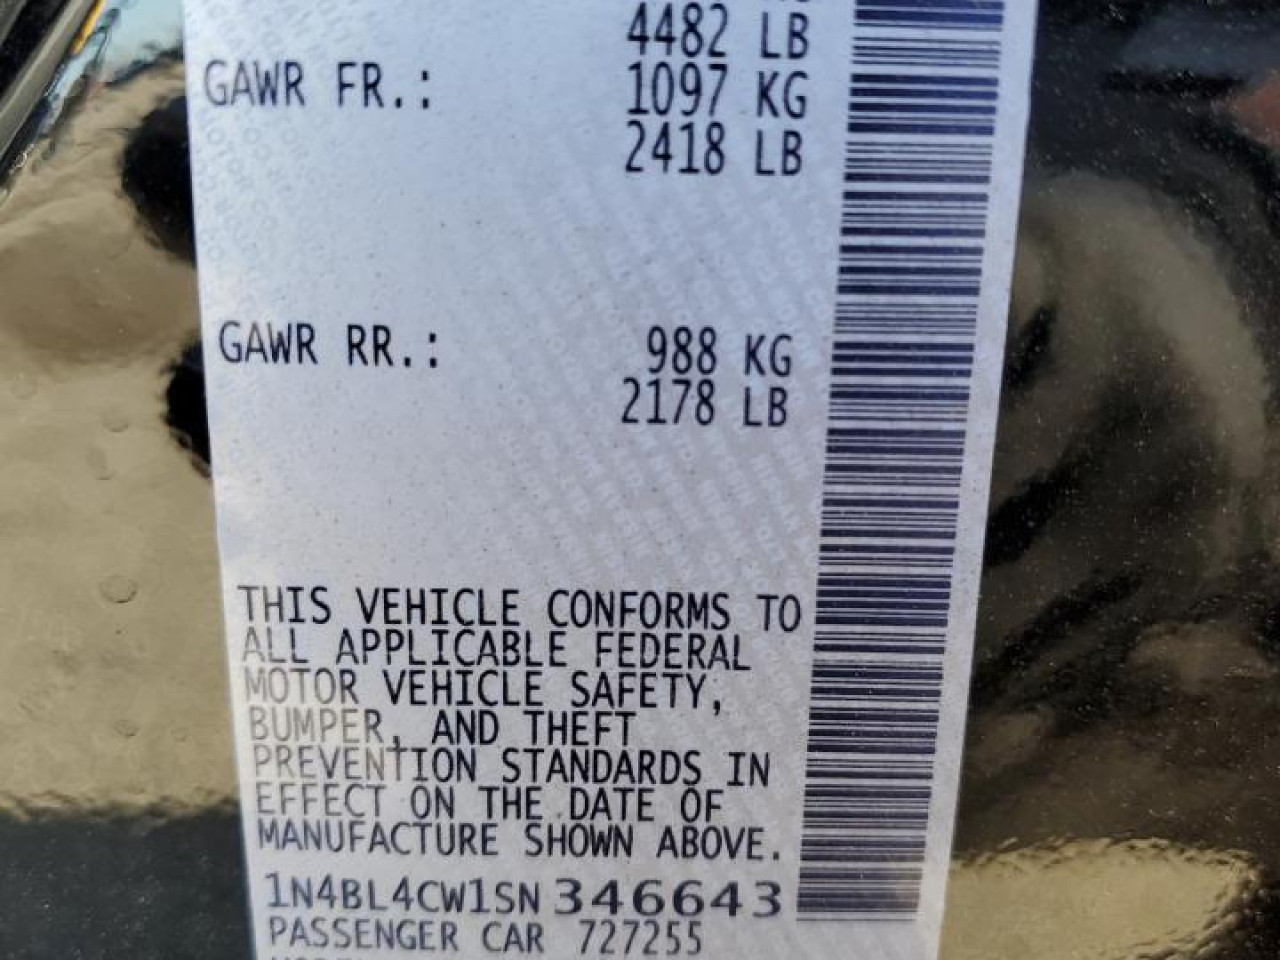 4482 LB
GAWR FR.: 1097 KG
2418 LB
GAWR RR.: 988 KG
2178 LB
THIS VEHICLE CONFORMS TO
ALL APPLICABLE FEDERAL
MOTOR VEHICLE SAFETY,
BUMPER, AND THEFT
PREVENTION STANDARDS IN
EFFECT ON THE DATE OF
MANUFACTURE SHOWN ABOVE.
1N4BL4CW1SN346643
PASSENGER CAR 727255